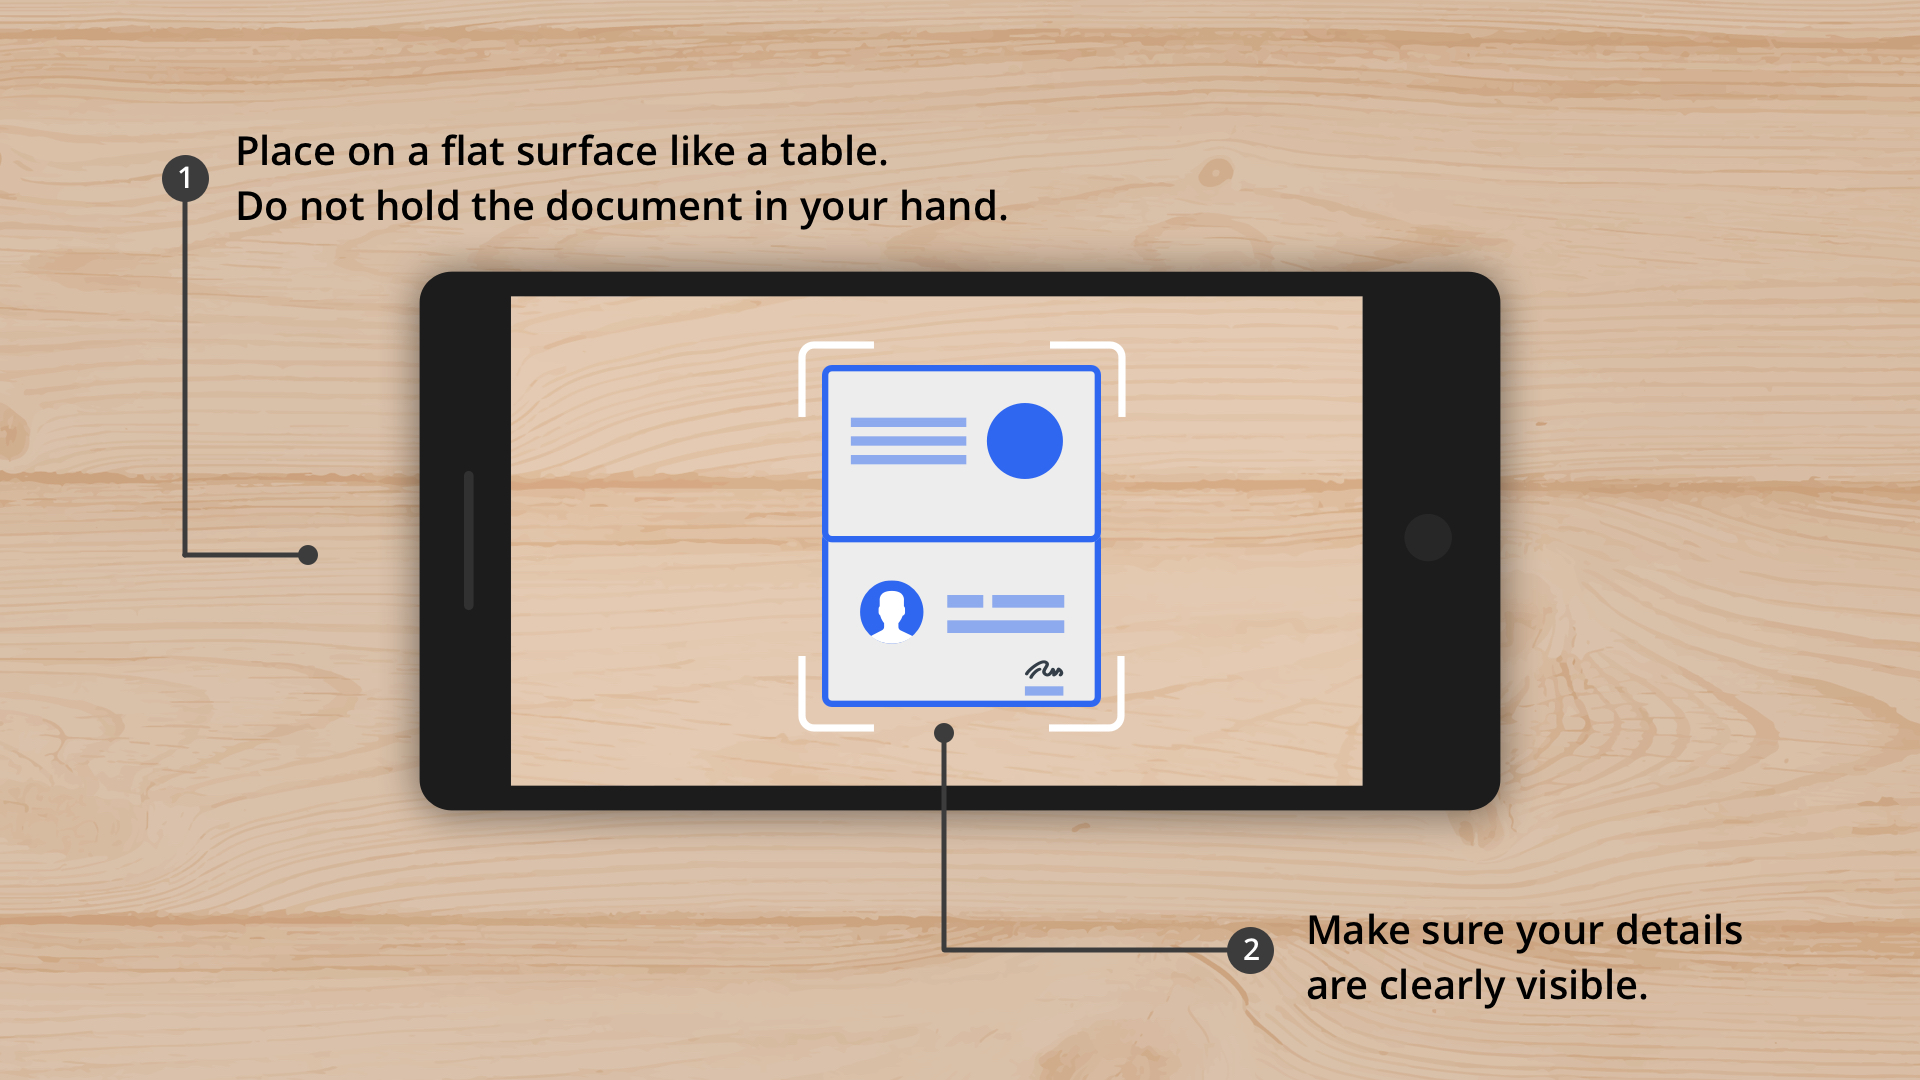 1
Place on a flat surface like a table.
Do not hold the document in your hand.
2
Make sure your details
are clearly visible.